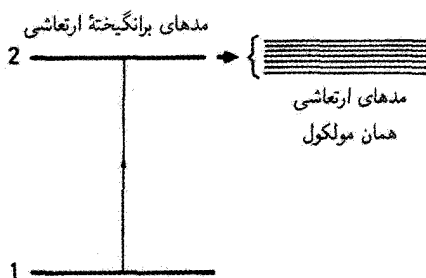 مدهای برانگیختهٔ ارتعاشی
2
مدهای ارتعاشی
همان مولکول
1